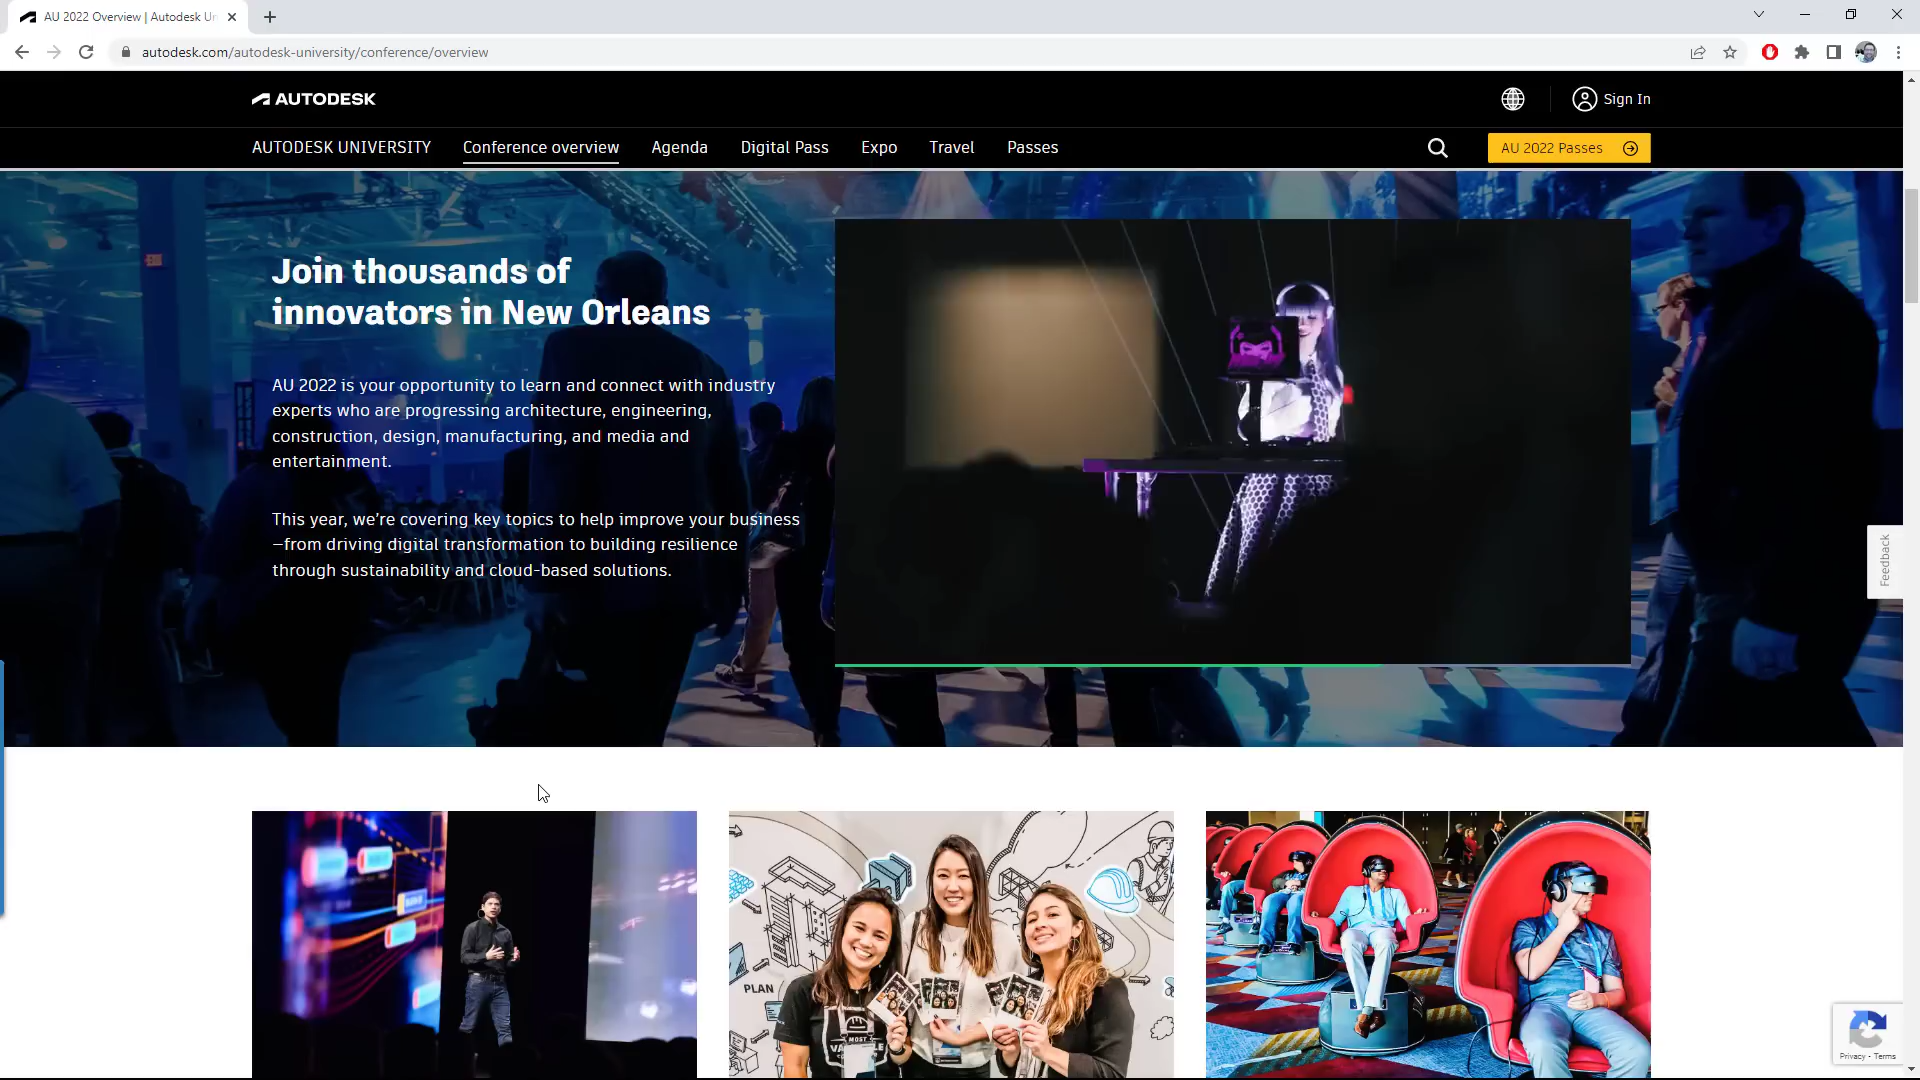 AU 2022 Overview | Autodesk Un
autodesk.com/autodesk-university/conference/overview
AUTODESK
Sign In
AUTODESK UNIVERSITY
Conference overview
Agenda
Digital Pass
Expo
Travel
Passes
AU 2022 Passes
Join thousands of
innovators in New Orleans
AU 2022 is your opportunity to learn and connect with industry
experts who are progressing architecture, engineering,
construction, design, manufacturing, and media and
entertainment.
This year, we’re covering key topics to help improve your business
—from driving digital transformation to building resilience
through sustainability and cloud-based solutions.
Feedback
PLAN
MOST
Privacy - Terms